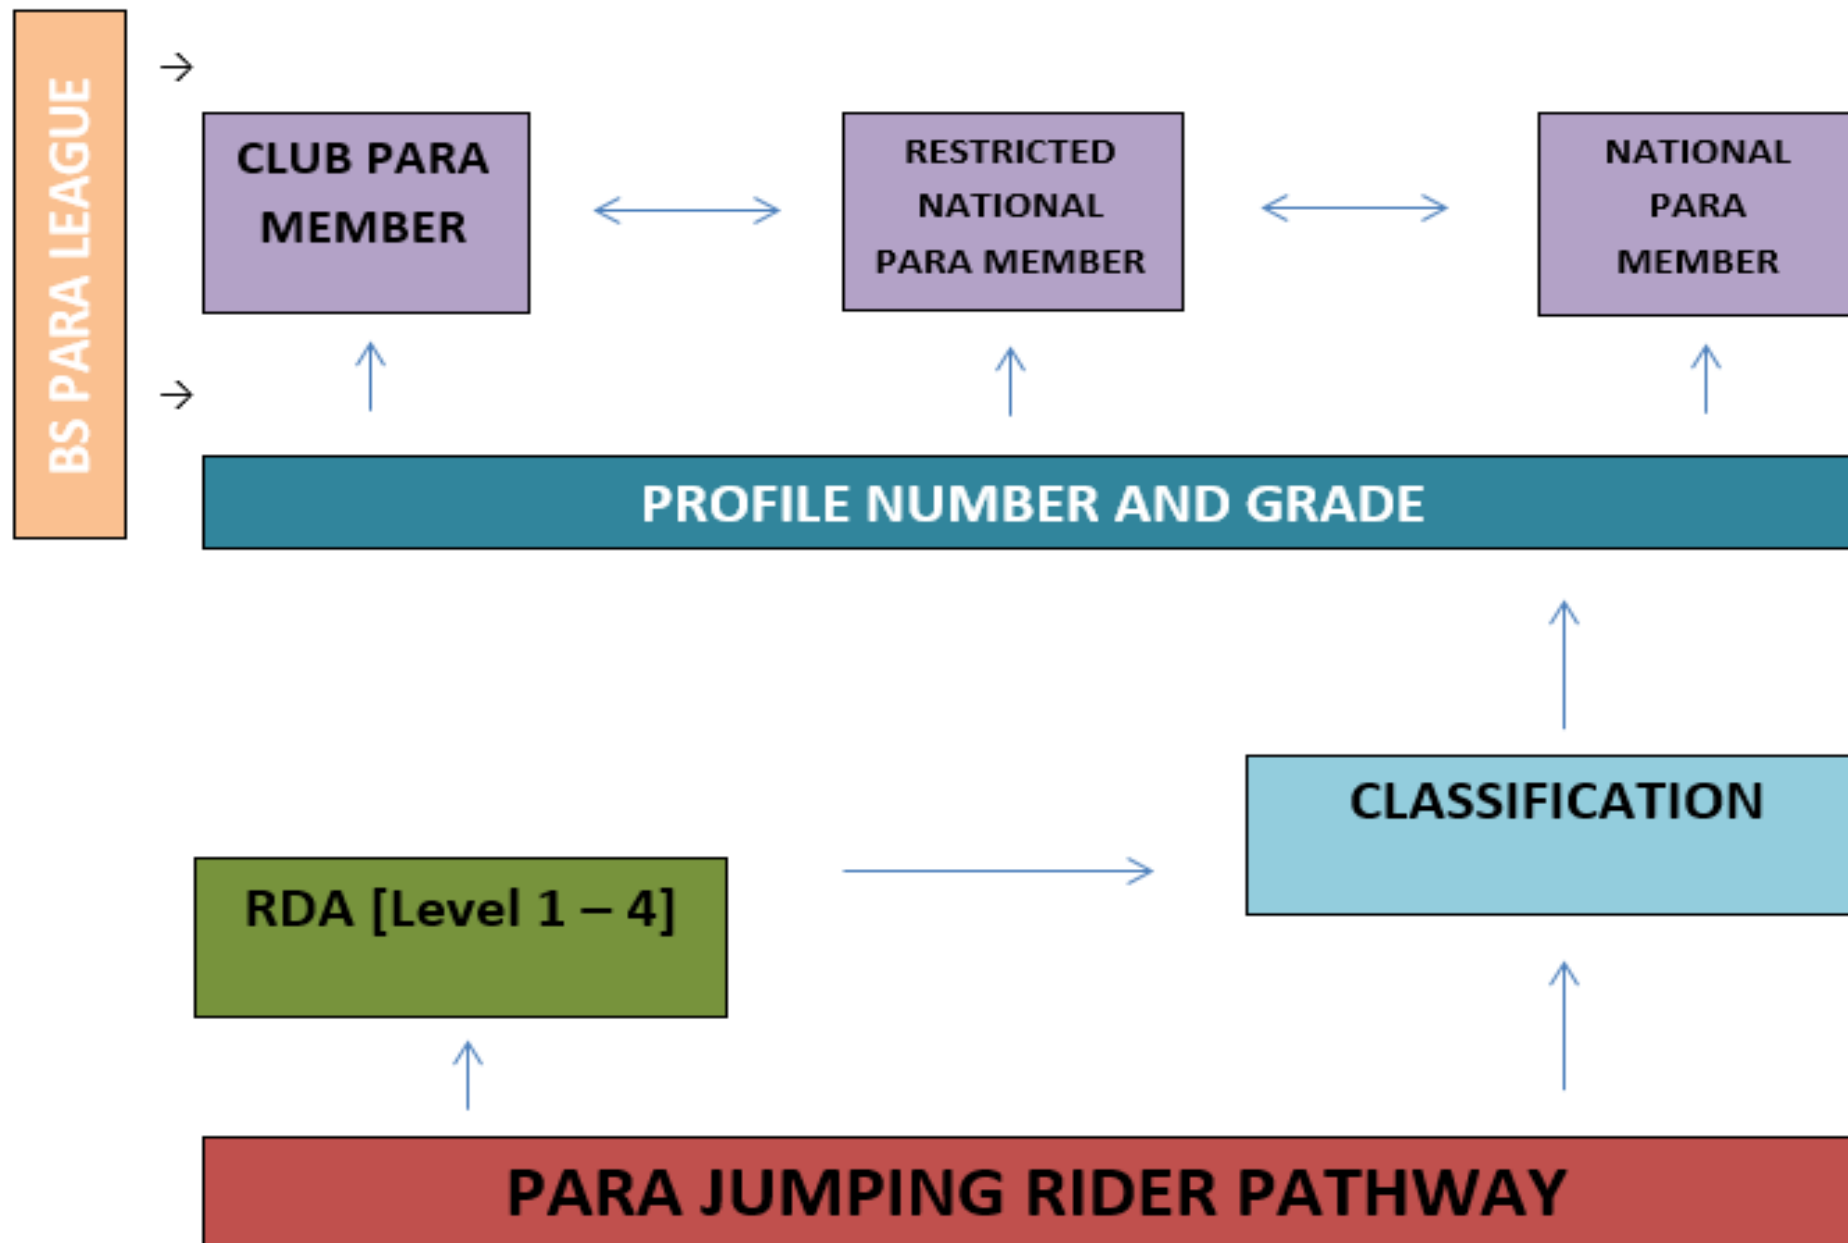 BS PARA LEAGUE
CLUB PARA
MEMBER
RESTRICTED
NATIONAL
PARA MEMBER
NATIONAL
PARA
MEMBER
PROFILE NUMBER AND GRADE
CLASSIFICATION
RDA [Level 1 – 4]
PARA JUMPING RIDER PATHWAY